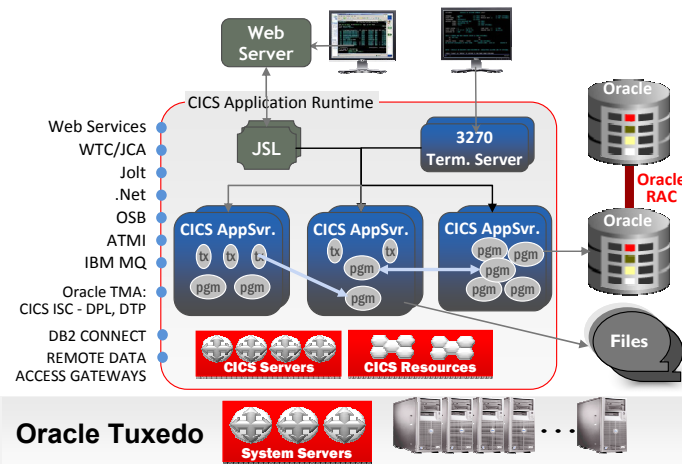 Web
Server
CICS Application Runtime
Oracle
Web Services
WTC/JCA
Jolt
.Net
OSB
ATMI
IBM MQ
Oracle TMA:
CICS ISC - DPL, DTP
DB2 CONNECT
REMOTE DATA
ACCESS GATEWAYS
JSL
3270
Term. Server
Oracle
RAC
Oracle
CICS AppSvr.
tx
tx
tx
pgm
pgm
CICS AppSvr.
tx
tx
pgm
pgm
CICS AppSvr.
pgm
pgm
pgm
pgm
pgm
Files
CICS Servers
CICS Resources
Oracle Tuxedo
System Servers